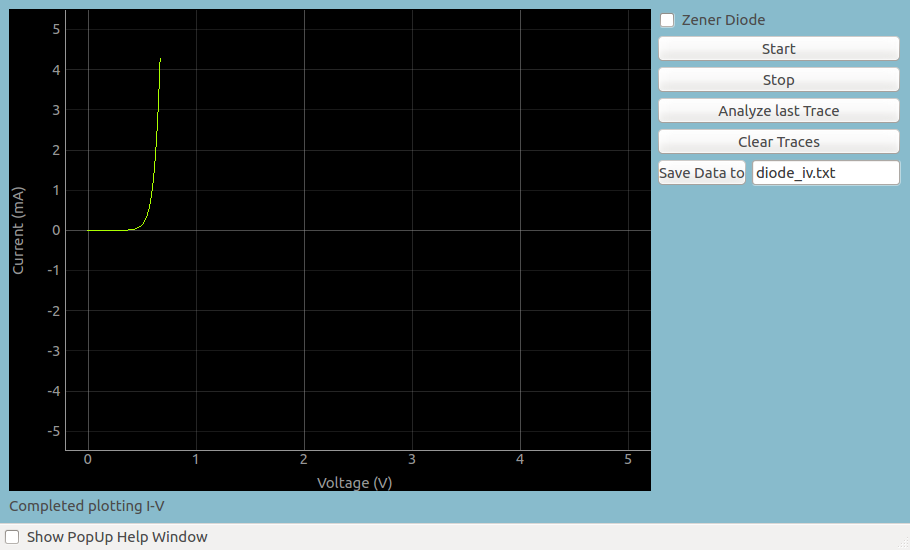 5
4
3
2
1
0
-1
-2
-3
-4
-5
Current (mA)
0 1 2 3 4 5
Voltage (V)
Zener Diode
Start
Stop
Analyze last Trace
Clear Traces
Save Data to diode_iv.txt
Completed plotting I-V
Show PopUp Help Window